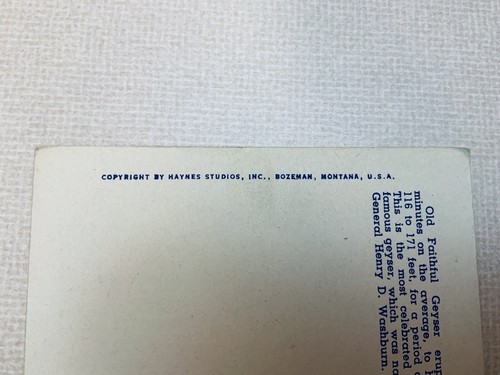 COPYRIGHT BY HAYNES STUDIOS, INC., BOZEMAN, MONTANA, U.S.A.
Old Faithful Geyser
minutes on the average, to
116 to 171 feet, for a period
This is the most celebrated
famous geyser, which was
General Henry D. Washburn.